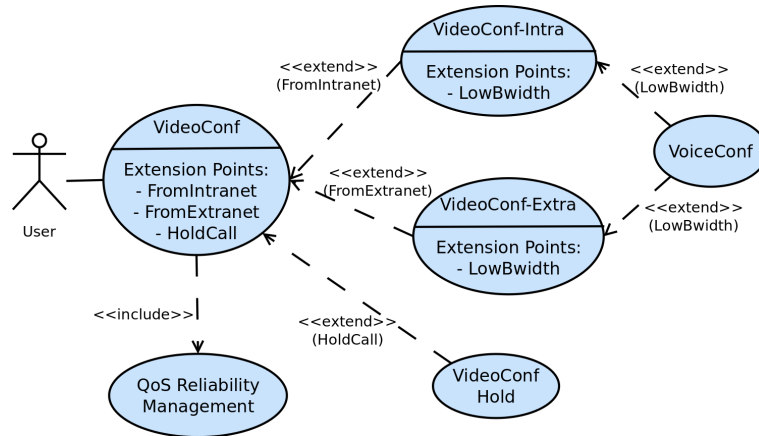 VideoConf-Intra
Extension Points:
- LowBwidth
<<extend>>
(FromIntranet)
<<extend>>
(LowBwidth)
VideoConf
Extension Points:
- FromIntranet
- FromExtranet
- HoldCall
User
VoiceConf
<<extend>>
(FromExtranet)
VideoConf-Extra
Extension Points:
- LowBwidth
<<extend>>
(LowBwidth)
<<include>>
<<extend>>
(HoldCall)
QoS Reliability
Management
VideoConf
Hold